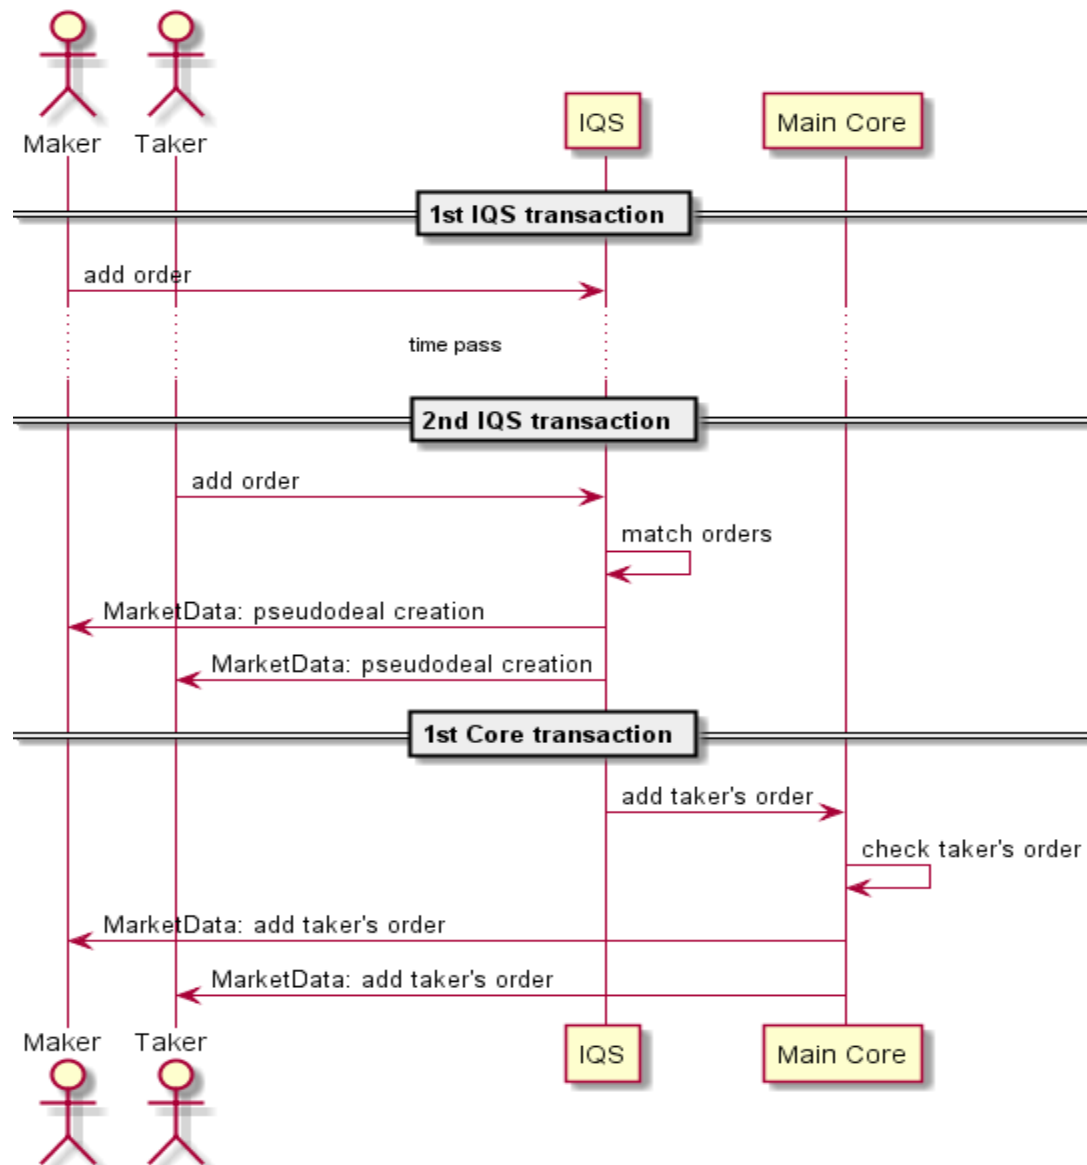 Maker
Taker
IQS
Main Core
1st IQS transaction
add order
time pass
2nd IQS transaction
add order
match orders
MarketData: pseudodeal creation
MarketData: pseudodeal creation
1st Core transaction
add taker's order
check taker's order
MarketData: add taker's order
MarketData: add taker's order
Maker
Taker
IQS
Main Core